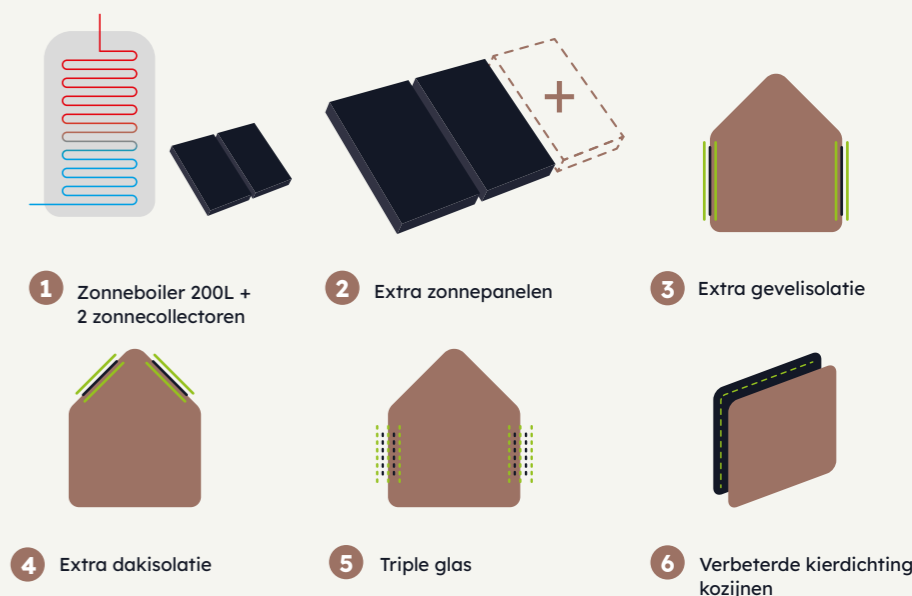 1 Zonneboiler 200L +
2 zonnecollectoren
2 Extra zonnepanelen
3 Extra gevelisolatie
4 Extra dakisolatie
5 Triple glas
6 Verbeterde kierdichting
kozijnen